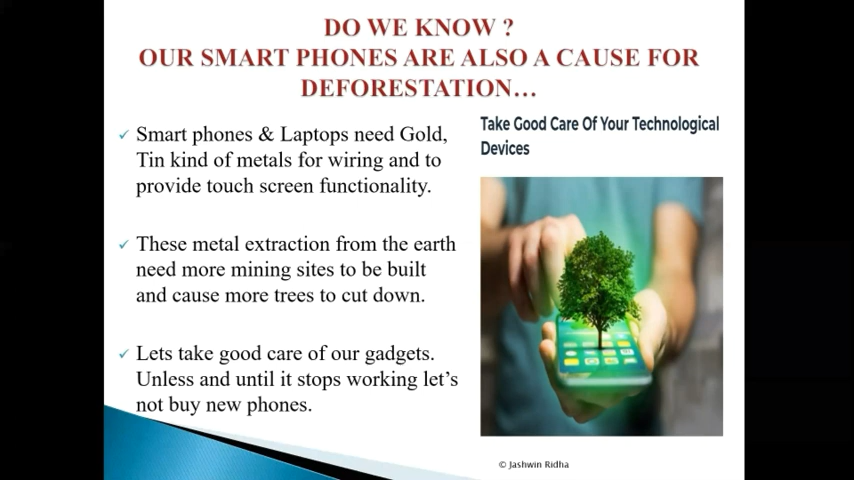 DO WE KNOW ?
OUR SMART PHONES ARE ALSO A CAUSE FOR
DEFORESTATION…
Smart phones & Laptops need Gold,
Tin kind of metals for wiring and to
provide touch screen functionality.
These metal extraction from the earth
need more mining sites to be built
and cause more trees to cut down.
Lets take good care of our gadgets.
Unless and until it stops working let’s
not buy new phones.
Take Good Care Of Your Technological
Devices
© Jashwin Ridha